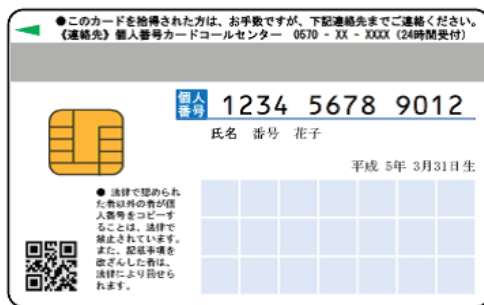 ●このカードを拾得された方は、お手数ですが、下記連絡先までご連絡ください。
《連絡先》個人番号カードコールセンター 0570 - XX - XXXX (24時間受付)
個人番号 1234 5678 9012
氏名 番号 花子
平成 5年 3月31日生
● 法律で認められ
た者以外の者が個
人番号をコピーす
ることは、法律で
禁止されています。
また、記載事項を
改ざんした者は、
法律により罰せら
れます。